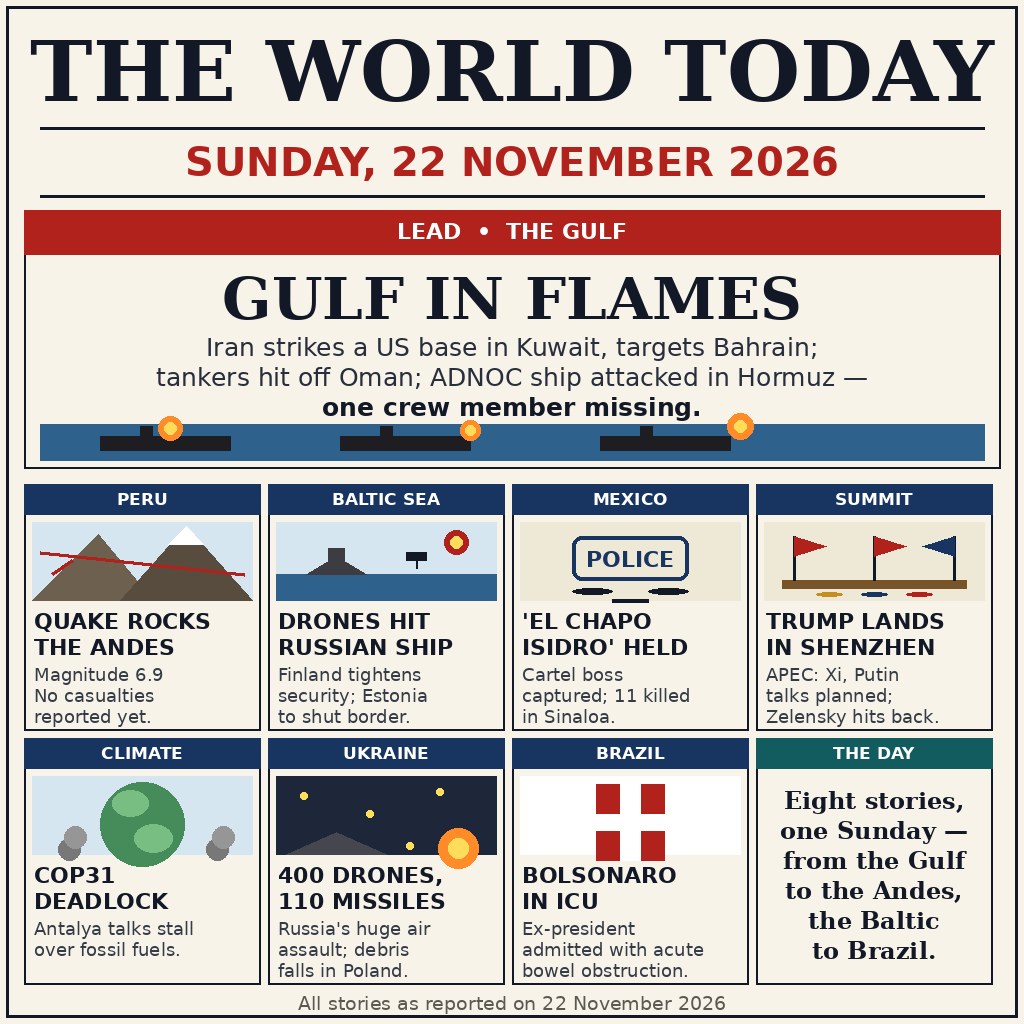 THE WORLD TODAY
SUNDAY, 22 NOVEMBER 2026
LEAD • THE GULF
GULF IN FLAMES
Iran strikes a US base in Kuwait, targets Bahrain;
tankers hit off Oman; ADNOC ship attacked in Hormuz —
one crew member missing.
PERU
QUAKE ROCKS
THE ANDES
Magnitude 6.9
No casualties
reported yet.
BALTIC SEA
DRONES HIT
RUSSIAN SHIP
Finland tightens
security; Estonia
to shut border.
MEXICO
POLICE
'EL CHAPO
ISIDRO' HELD
Cartel boss
captured; 11 killed
in Sinaloa.
SUMMIT
TRUMP LANDS
IN SHENZHEN
APEC: Xi, Putin
talks planned;
Zelensky hits back.
CLIMATE
COP31
DEADLOCK
Antalya talks stall
over fossil fuels.
UKRAINE
400 DRONES,
110 MISSILES
Russia's huge air
assault; debris
falls in Poland.
BRAZIL
BOLSONARO
IN ICU
Ex-president
admitted with acute
bowel obstruction.
THE DAY
Eight stories,
one Sunday —
from the Gulf
to the Andes,
the Baltic
to Brazil.
All stories as reported on 22 November 2026